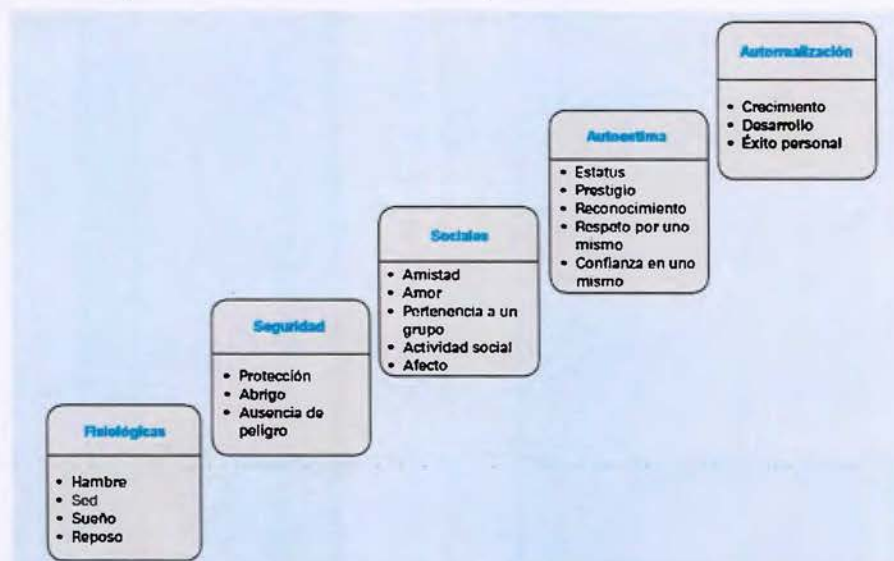 Autorrealización
• Crecimiento
• Desarrollo
• Éxito personal
Autoestima
• Estatus
• Prestigio
• Reconocimiento
• Respeto por uno
mismo
• Confianza en uno
mismo
Sociales
• Amistad
• Amor
• Pertenencia a un
grupo
• Actividad social
• Afecto
Seguridad
• Protección
• Abrigo
• Ausencia de
peligro
Fisiológicas
• Hambre
• Sed
• Sueño
• Reposo